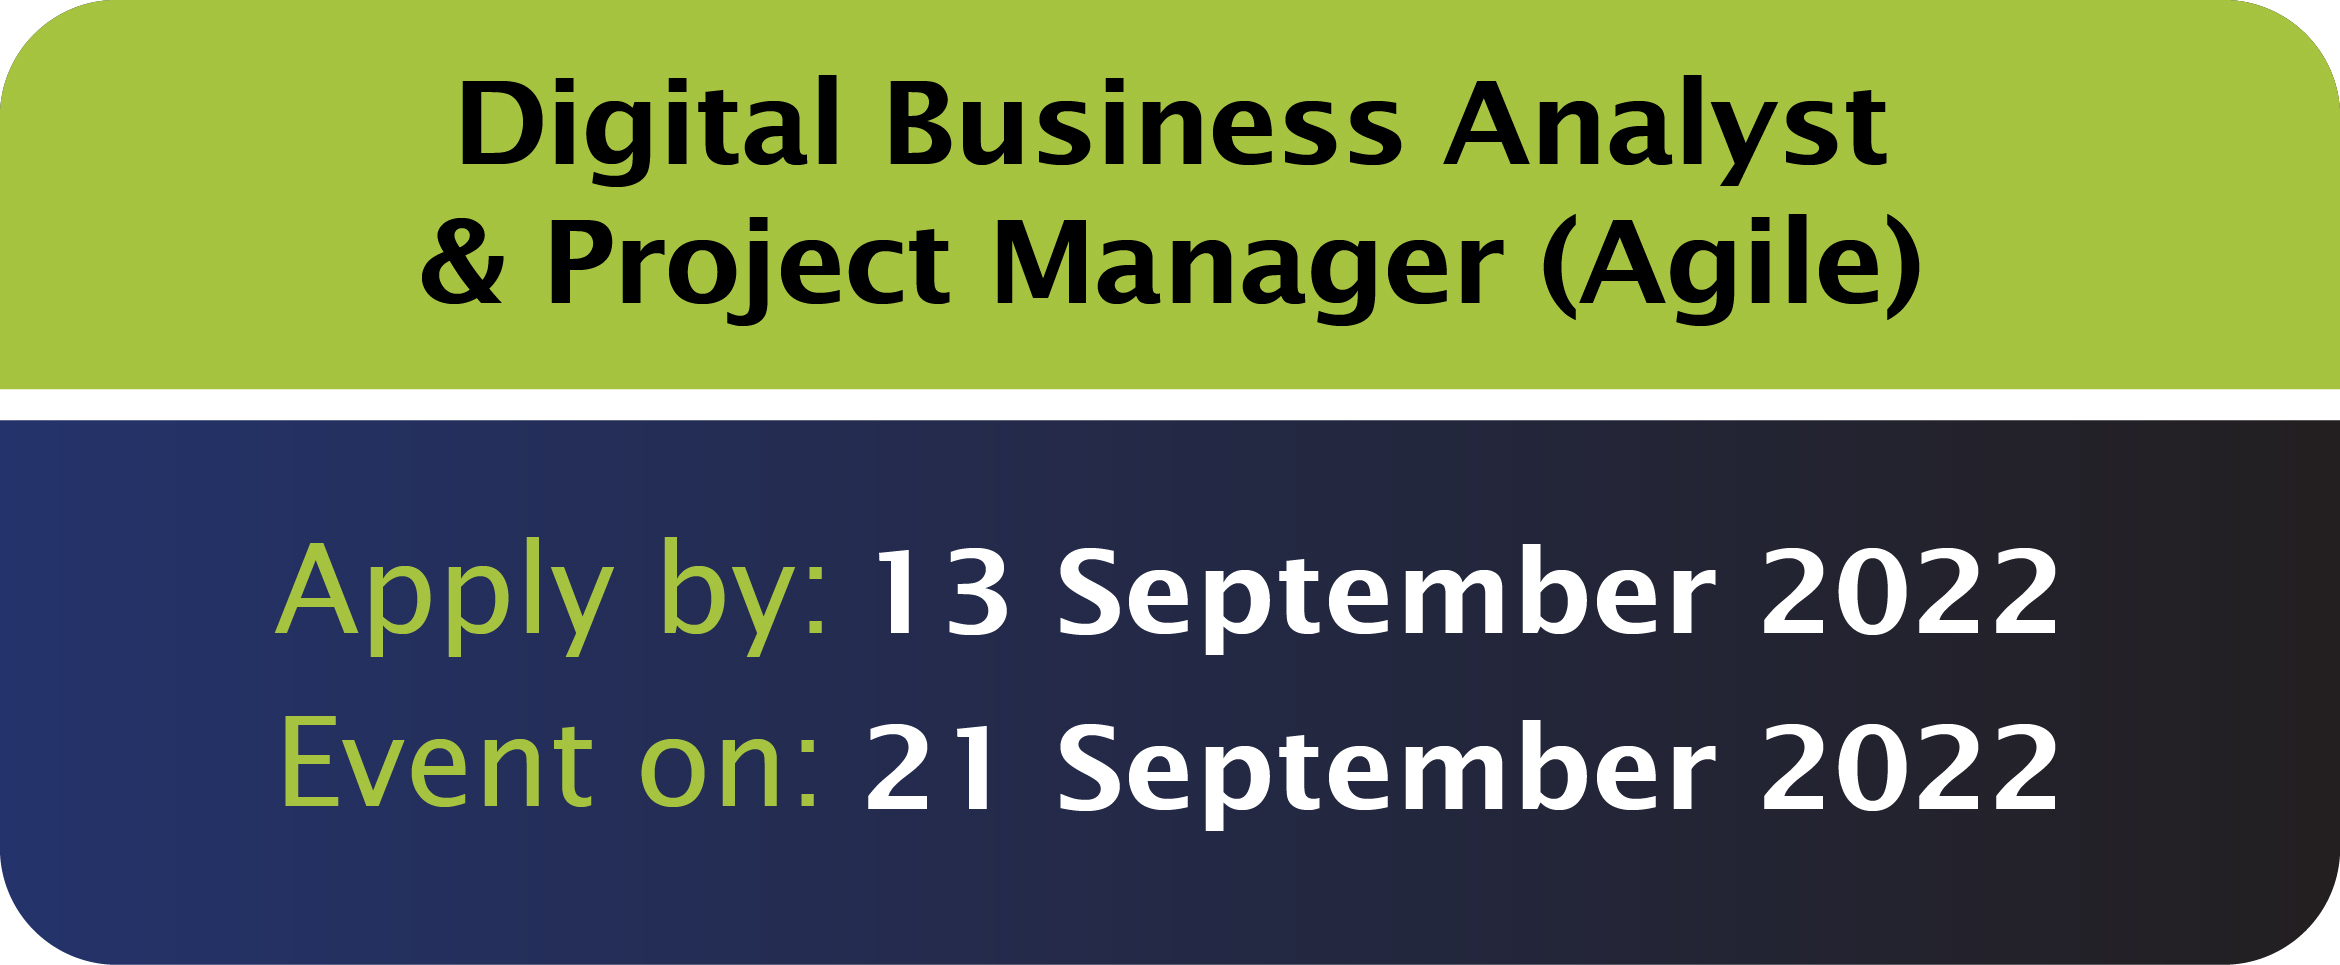 Digital Business Analyst
& Project Manager (Agile)
Apply by: 13 September 2022
Event on: 21 September 2022